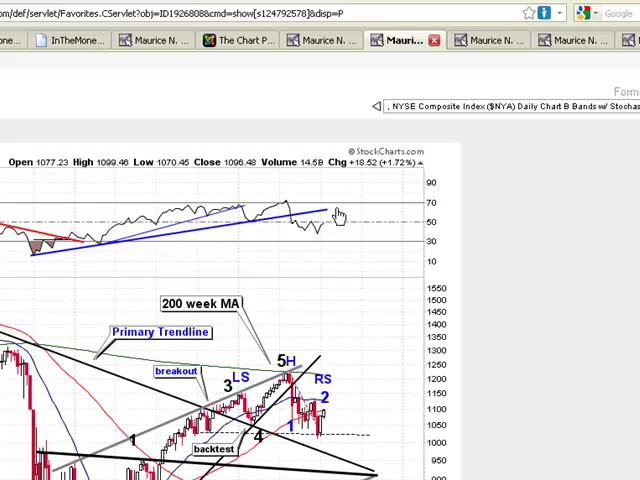 om/def/servlet/Favorites.CServlet?obj=ID1926808&cmd=show[s124792578]&disp=P
Google
one...
InTheMone...
Maurice N. ...
The Chart P...
Maurice N. ...
Mauri...
Maurice N. ...
Maurice N. ...
Form
, NYSE Composite Index ($NYA) Daily Chart B Bands w/ Stochas
© StockCharts.com
Open 1077.23 High 1099.46 Low 1070.45 Close 1096.48 Volume 14.5B Chg +18.52 (+1.72%)
90
70
50
30
10
1550
1500
1450
1400
1350
1300
1250
1200
1150
1100
1050
1000
950
900
200 week MA
Primary Trendline
breakout
3
LS
5
H
RS
2
1
4
backtest
1